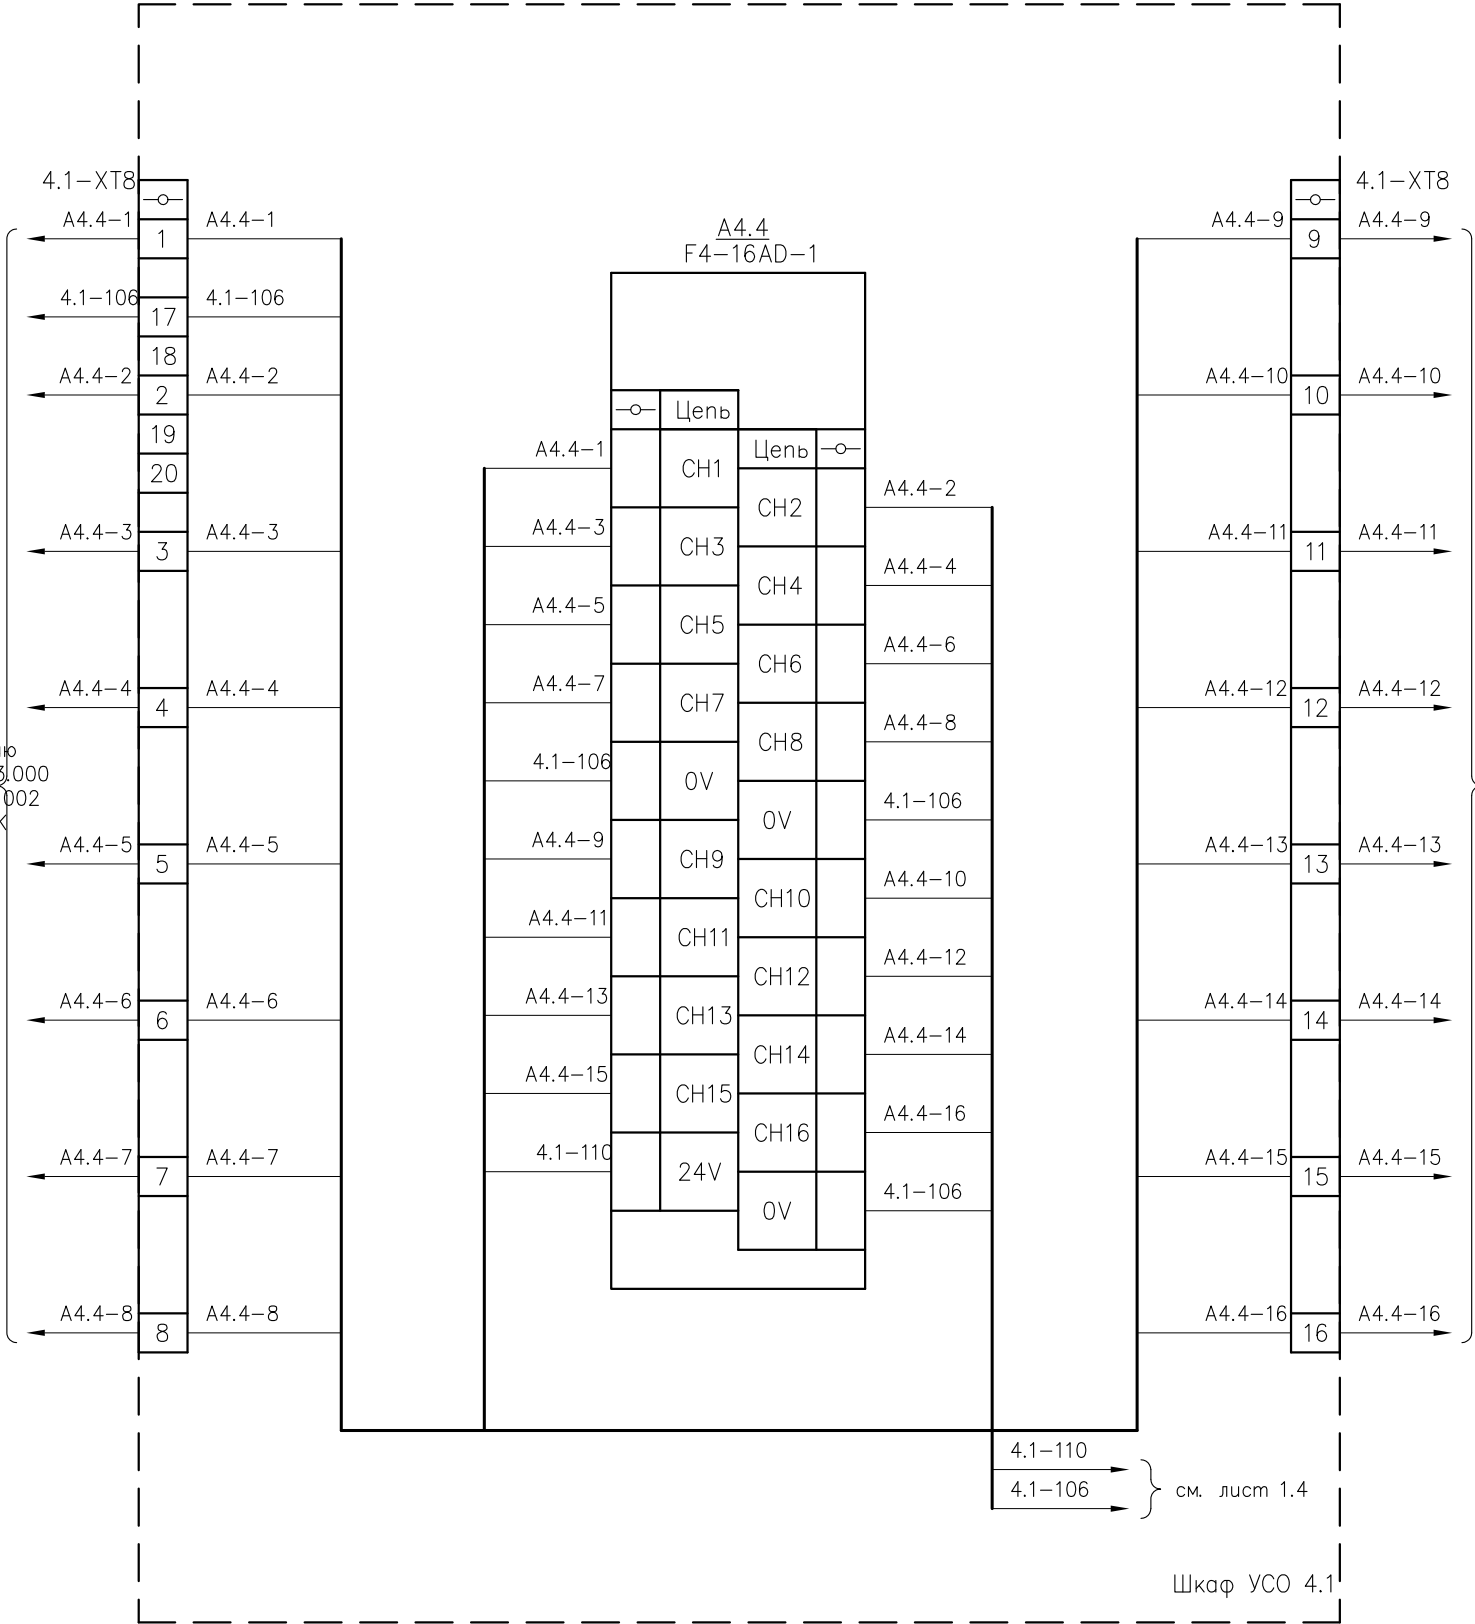 4.1-XT8
A4.4-1 1 A4.4-1
4.1-106 17 4.1-106
18
A4.4-2 2 A4.4-2
19
20
A4.4-3 3 A4.4-3
A4.4-4 4 A4.4-4
A4.4-5 5 A4.4-5
A4.4-6 6 A4.4-6
A4.4-7 7 A4.4-7
A4.4-8 8 A4.4-8
.000
002
A4.4
F4-16AD-1
Цепь
A4.4-1 CH1
A4.4-3 CH3
A4.4-5 CH5
A4.4-7 CH7
4.1-106 0V
A4.4-9 CH9
A4.4-11 CH11
A4.4-13 CH13
A4.4-15 CH15
4.1-110 24V
Цепь
CH2 A4.4-2
CH4 A4.4-4
CH6 A4.4-6
CH8 A4.4-8
0V 4.1-106
CH10 A4.4-10
CH12 A4.4-12
CH14 A4.4-14
CH16 A4.4-16
0V 4.1-106
4.1-XT8
A4.4-9 9 A4.4-9
A4.4-10 10 A4.4-10
A4.4-11 11 A4.4-11
A4.4-12 12 A4.4-12
A4.4-13 13 A4.4-13
A4.4-14 14 A4.4-14
A4.4-15 15 A4.4-15
A4.4-16 16 A4.4-16
4.1-110
4.1-106
см. лист 1.4
Шкаф УСО 4.1